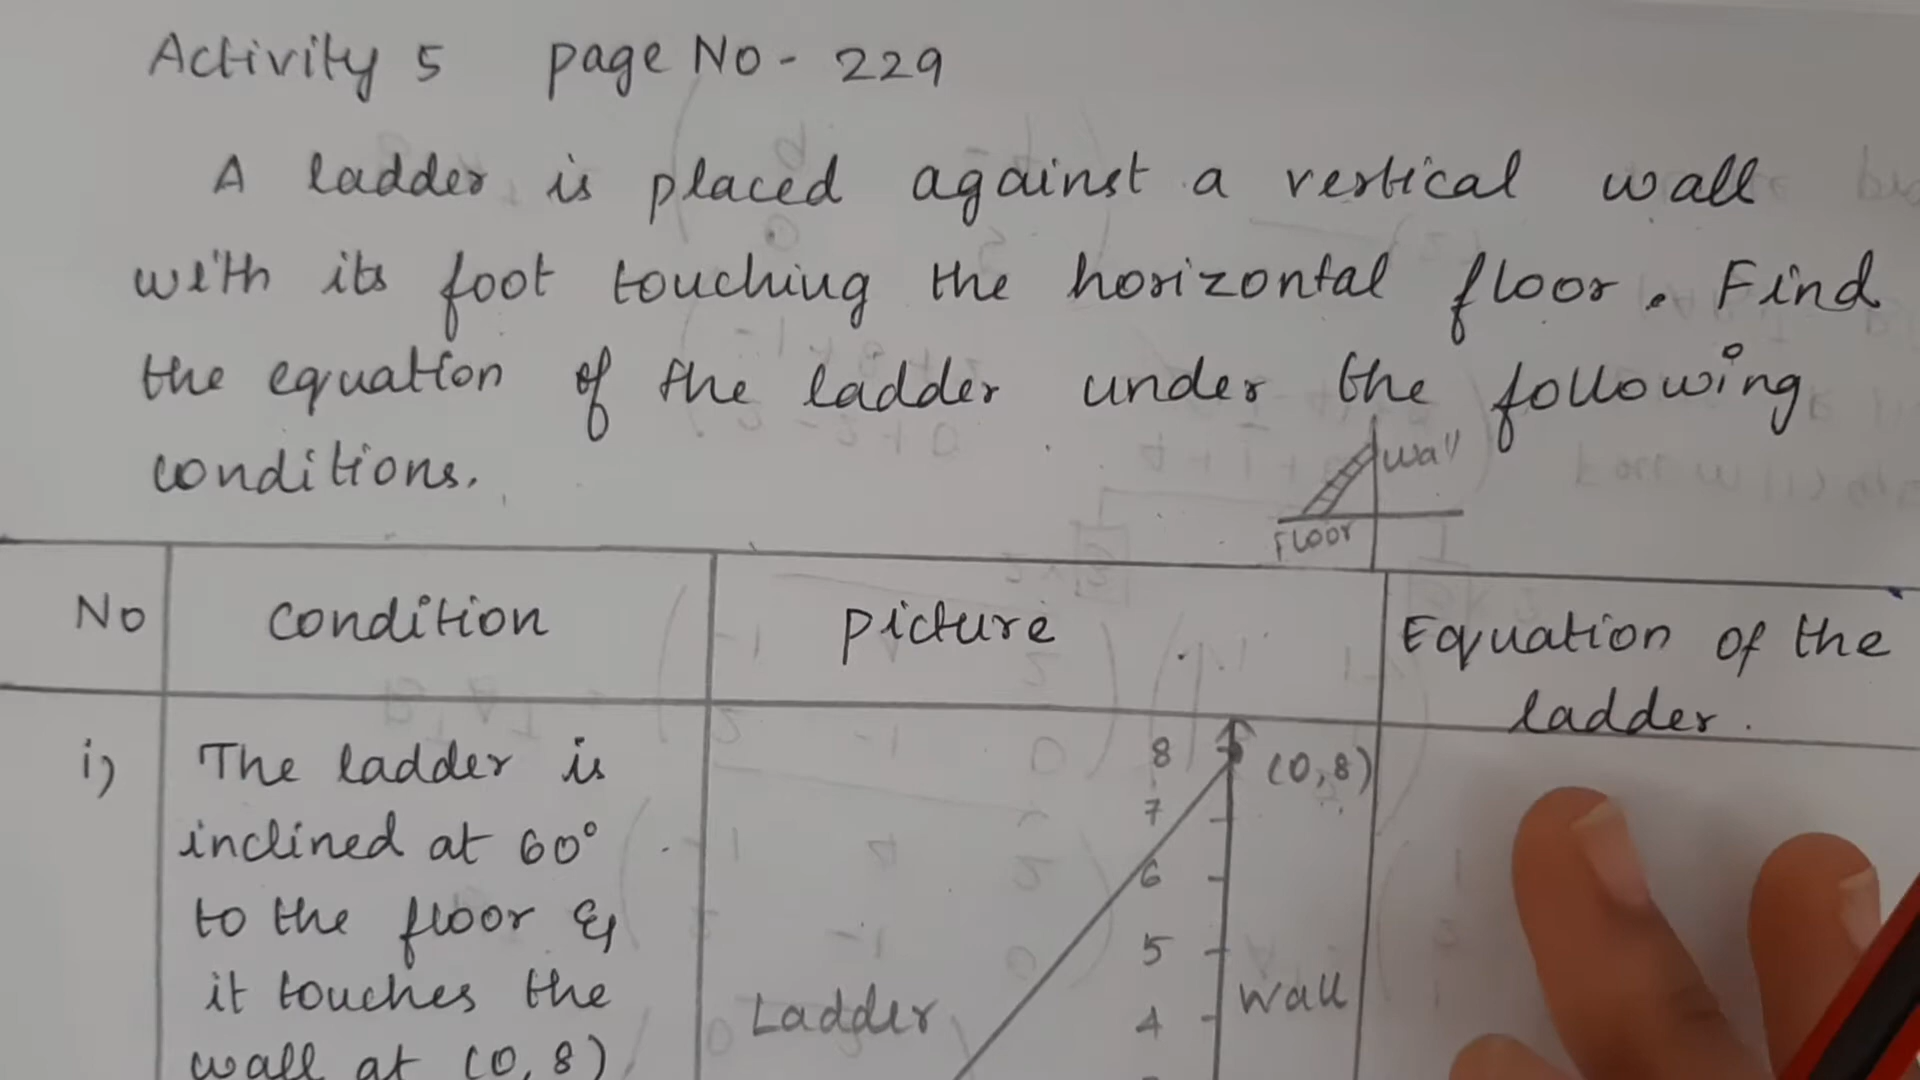 Activity 5 page No - 229
A ladder is placed against a vertical wall
with its foot touching the horizontal floor. Find
the equation of the ladder under the following
conditions.
wall
Floor
No condition picture Equation of the
ladder.
i) The ladder is
inclined at 60°
to the floor &
it touches the
wall at (0,8)
8 (0,8)
7
6
5
Ladder 4 wall